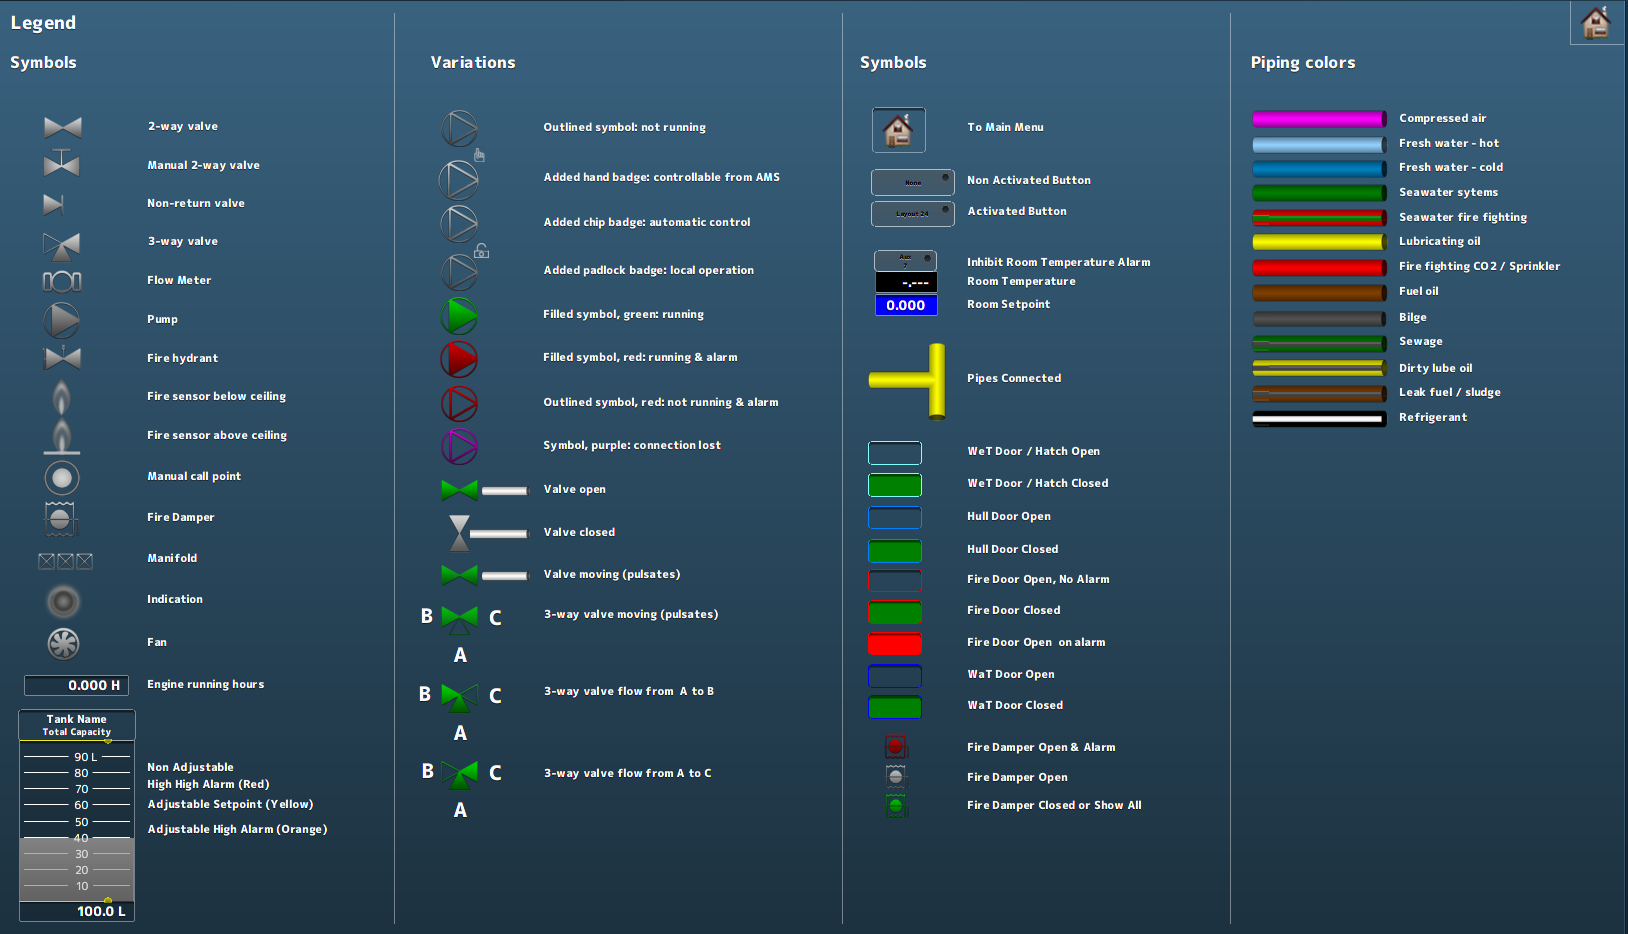 Legend
Symbols
2-way valve
Manual 2-way valve
Non-return valve
3-way valve
Flow Meter
Pump
Fire hydrant
Fire sensor below ceiling
Fire sensor above ceiling
Manual call point
Fire Damper
Manifold
Indication
Fan
0.000 H
Engine running hours
Tank Name
Total Capacity
90 L
80
70
60
50
40
30
20
10
100.0 L
Non Adjustable
High High Alarm (Red)
Adjustable Setpoint (Yellow)
Adjustable High Alarm (Orange)
Variations
Outlined symbol: not running
Added hand badge: controllable from AMS
Added chip badge: automatic control
Added padlock badge: local operation
Filled symbol, green: running
Filled symbol, red: running & alarm
Outlined symbol, red: not running & alarm
Symbol, purple: connection lost
Valve open
Valve closed
Valve moving (pulsates)
B C
A
3-way valve moving (pulsates)
B C
A
3-way valve flow from A to B
B C
A
3-way valve flow from A to C
Symbols
To Main Menu
None
Non Activated Button
Layout 24
Activated Button
Aux
7
Inhibit Room Temperature Alarm
-.---
Room Temperature
0.000
Room Setpoint
Pipes Connected
WeT Door / Hatch Open
WeT Door / Hatch Closed
Hull Door Open
Hull Door Closed
Fire Door Open, No Alarm
Fire Door Closed
Fire Door Open on alarm
WaT Door Open
WaT Door Closed
Fire Damper Open & Alarm
Fire Damper Open
Fire Damper Closed or Show All
Piping colors
Compressed air
Fresh water - hot
Fresh water - cold
Seawater sytems
Seawater fire fighting
Lubricating oil
Fire fighting CO2 / Sprinkler
Fuel oil
Bilge
Sewage
Dirty lube oil
Leak fuel / sludge
Refrigerant